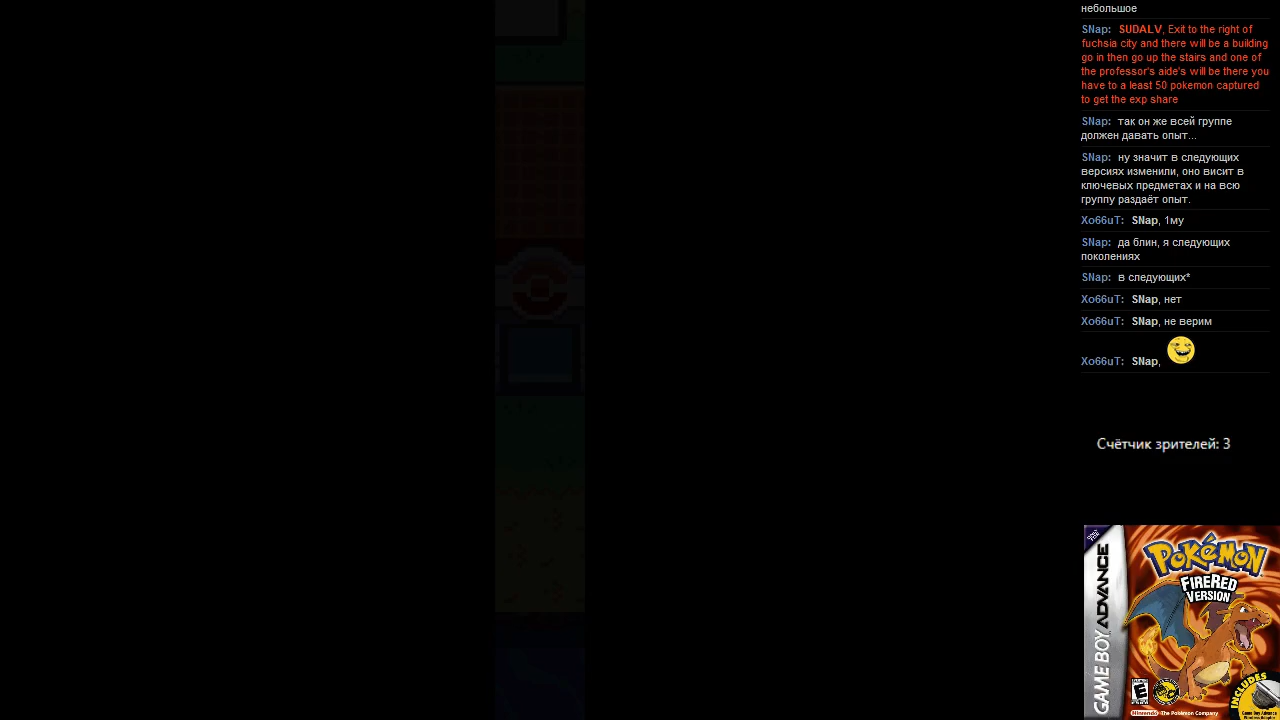 небольшое
SNap: SUDALV, Exit to the right of
fuchsia city and there will be a building
go in then go up the stairs and one of
the professor's aide's will be there you
have to a least 50 pokemon captured
to get the exp share
SNap: так он же всей группе
должен давать опыт...
SNap: ну значит в следующих
версиях изменили, оно висит в
ключевых предметах и на всю
группу раздаёт опыт.
Xo66uT: SNap, 1му
SNap: да блин, я следующих
поколениях
SNap: в следующих*
Xo66uT: SNap, нет
Xo66uT: SNap, не верим
Xo66uT: SNap,
Счётчик зрителей: 3
GAME BOY ADVANCE
POKéMON
FIRERED
VERSION
INCLUDES
Nintendo The Pokémon Company